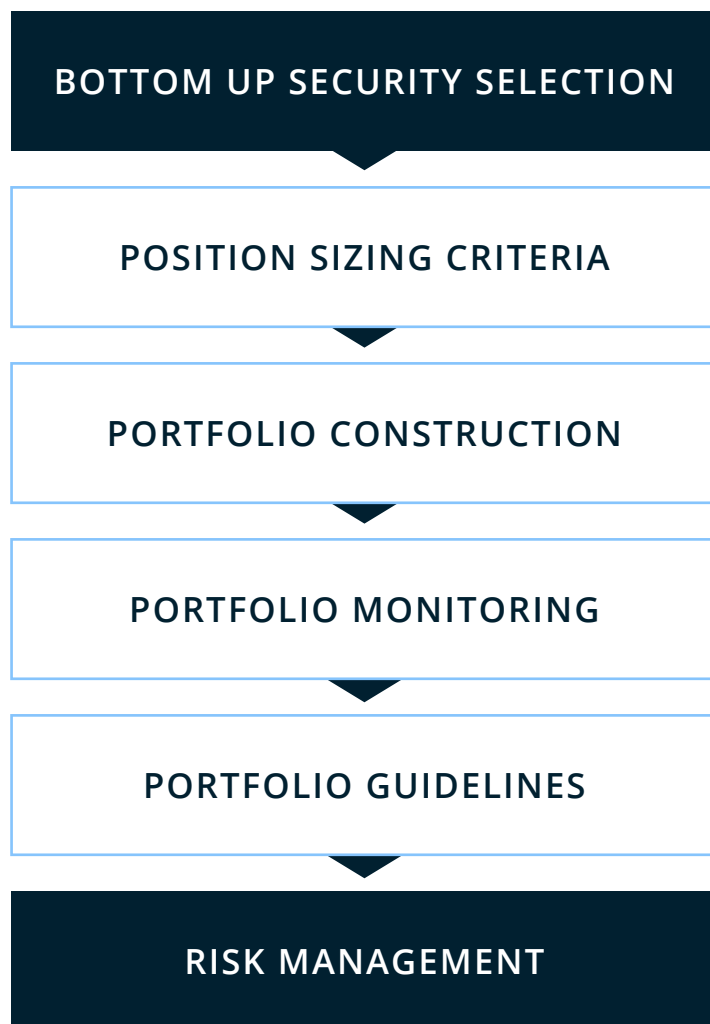 BOTTOM UP SECURITY SELECTION
POSITION SIZING CRITERIA
PORTFOLIO CONSTRUCTION
PORTFOLIO MONITORING
PORTFOLIO GUIDELINES
RISK MANAGEMENT